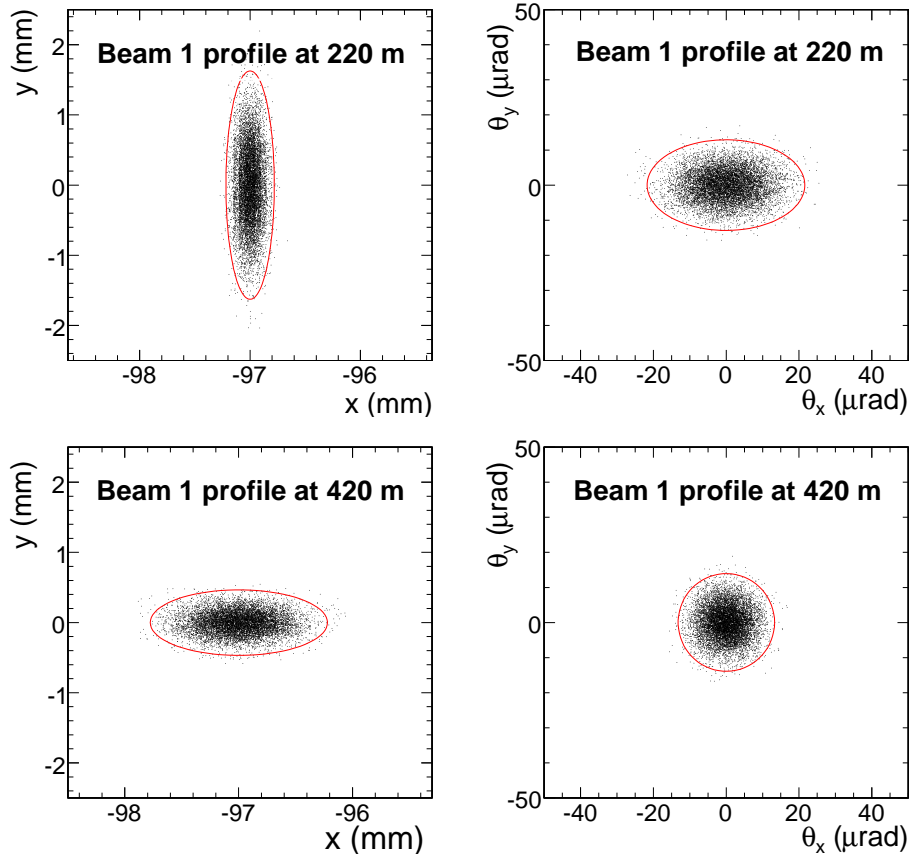 Beam 1 profile at 220 m
y (mm)
2
1
0
-1
-2
-98
-97
-96
x (mm)
Beam 1 profile at 220 m
θy (μrad)
50
0
-50
-40
-20
0
20
40
θx (μrad)
Beam 1 profile at 420 m
y (mm)
2
1
0
-1
-2
-98
-97
-96
x (mm)
Beam 1 profile at 420 m
θy (μrad)
50
0
-50
-40
-20
0
20
40
θx (μrad)